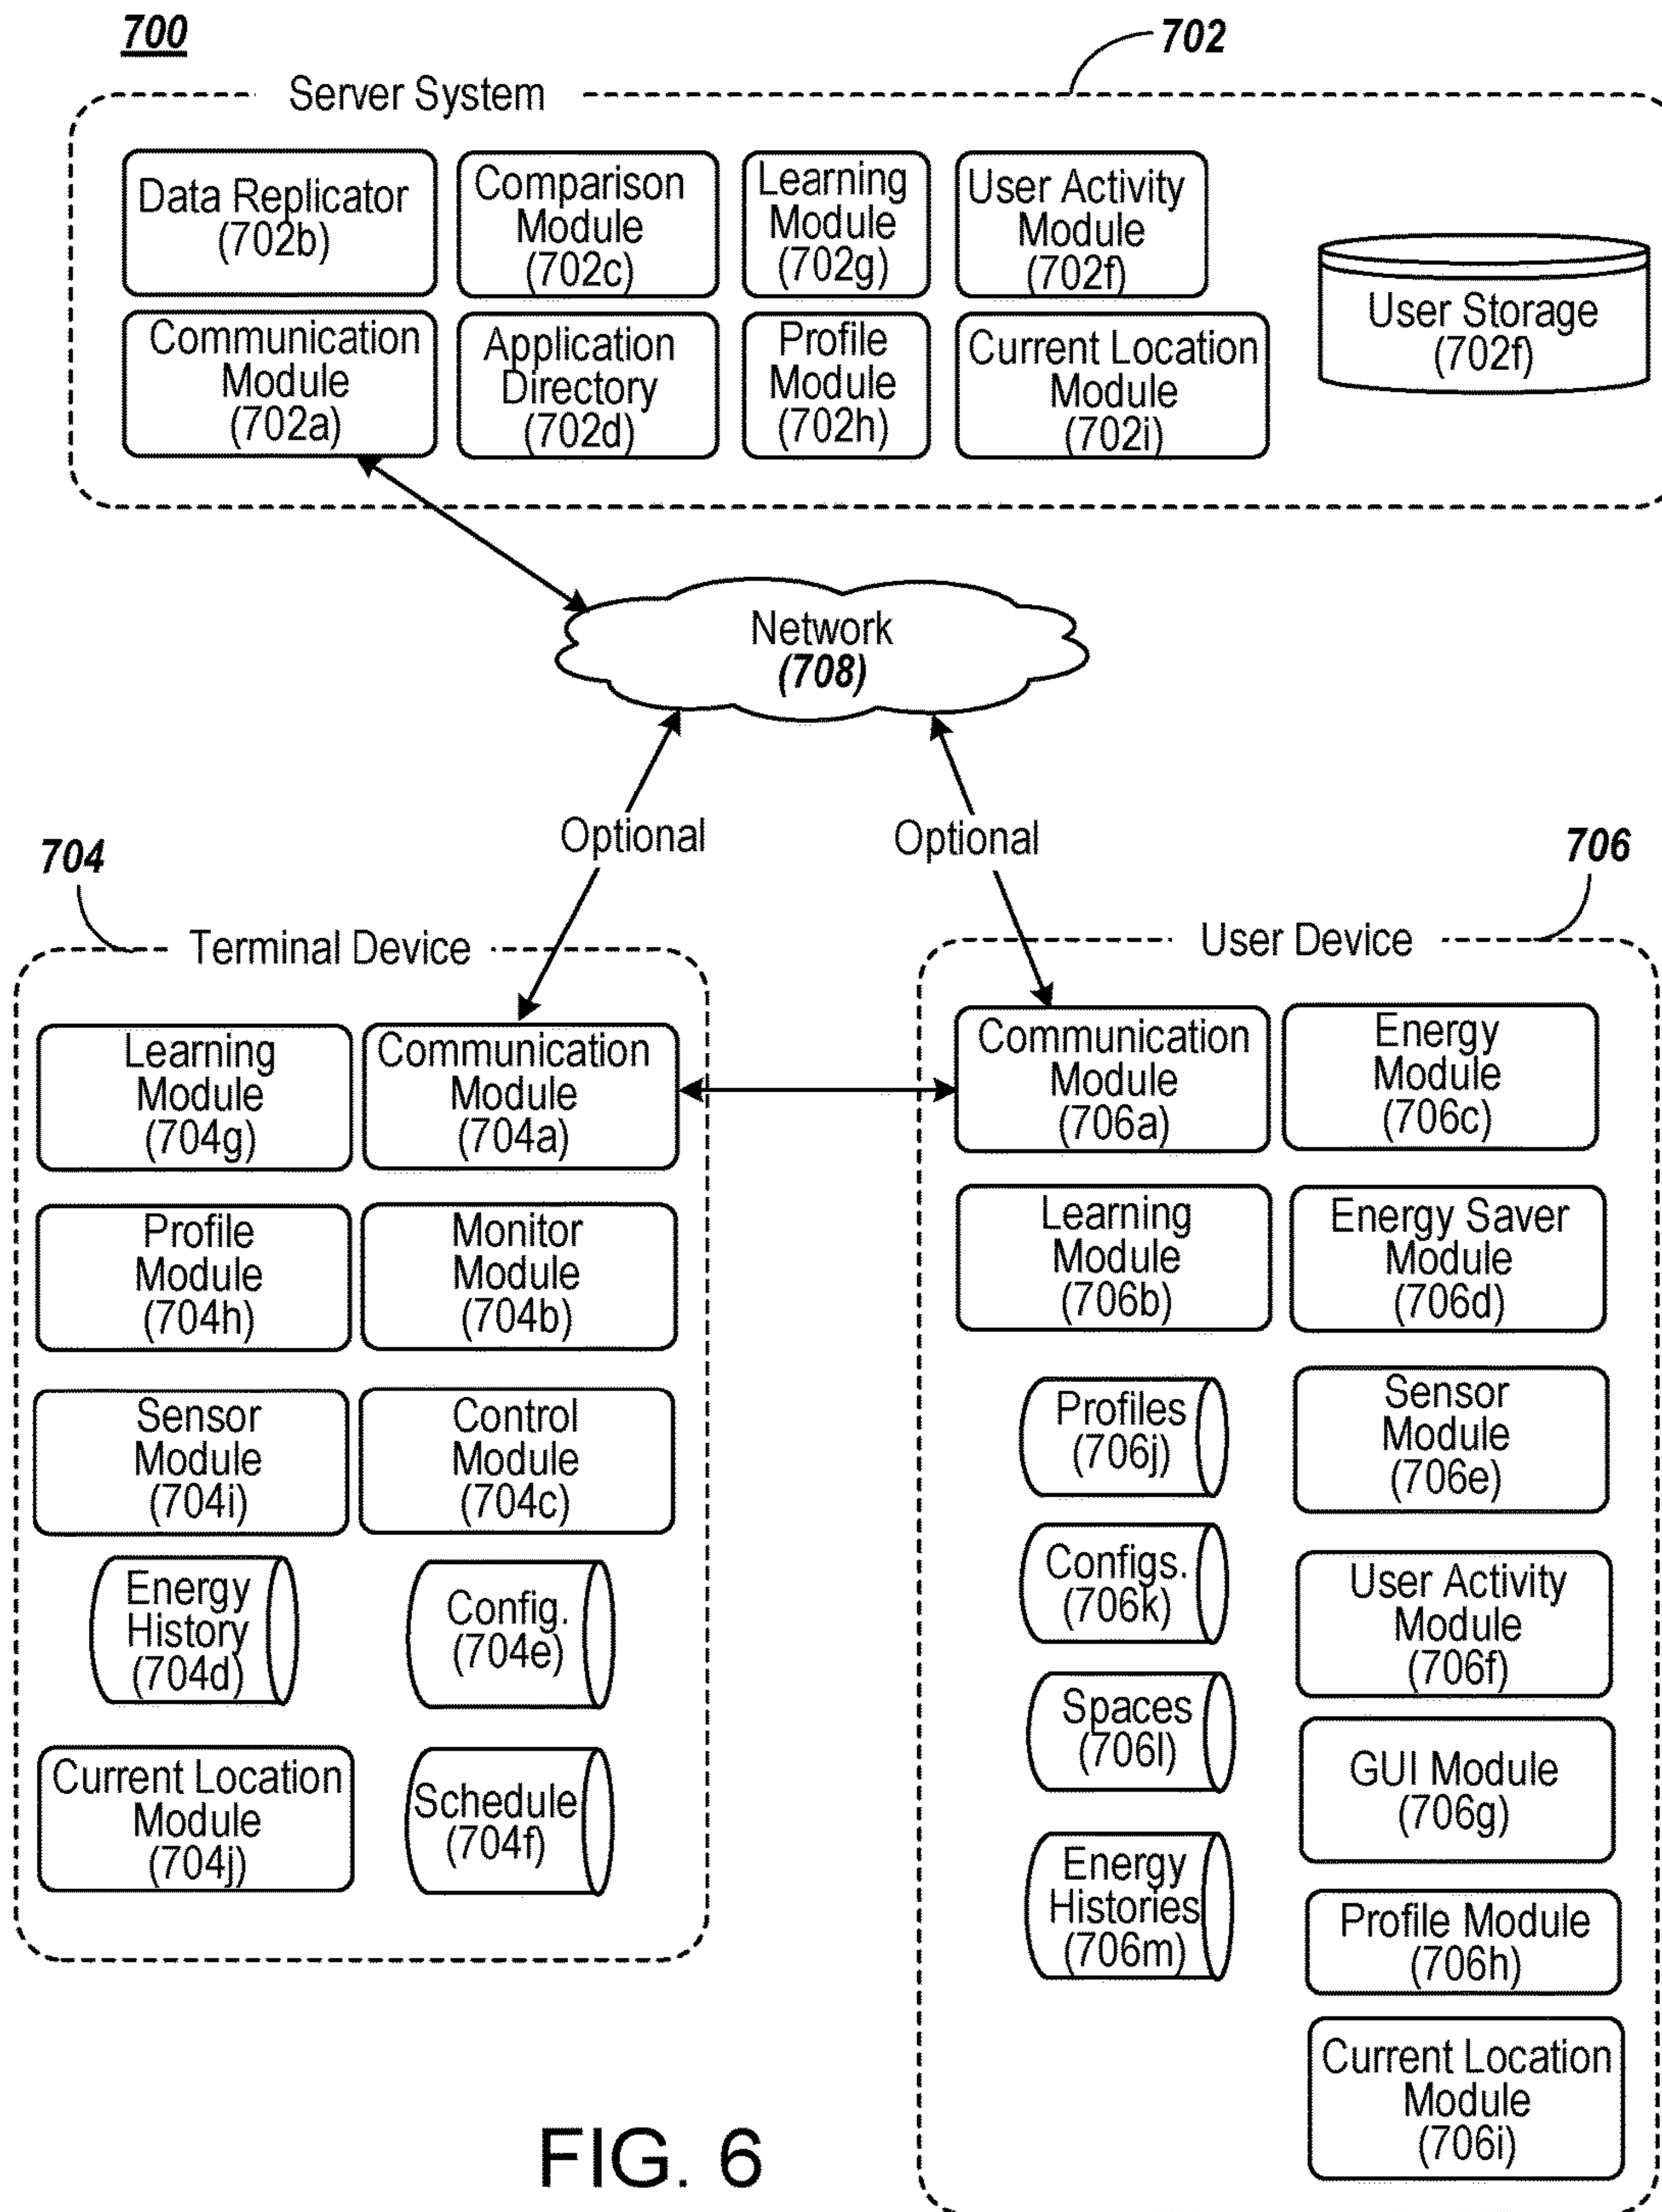 700
702
Server System
Data Replicator
(702b)
Comparison
Module
(702c)
Learning
Module
(702g)
User Activity
Module
(702f)
User Storage
(702f)
Communication
Module
(702a)
Application
Directory
(702d)
Profile
Module
(702h)
Current Location
Module
(702i)
Network
(708)
Optional
Optional
704
706
Terminal Device
User Device
Learning
Module
(704g)
Communication
Module
(704a)
Profile
Module
(704h)
Monitor
Module
(704b)
Sensor
Module
(704i)
Control
Module
(704c)
Energy
History
(704d)
Config.
(704e)
Current Location
Module
(704j)
Schedule
(704f)
Communication
Module
(706a)
Energy
Module
(706c)
Learning
Module
(706b)
Energy Saver
Module
(706d)
Profiles
(706j)
Sensor
Module
(706e)
Configs.
(706k)
User Activity
Module
(706f)
Spaces
(706l)
GUI Module
(706g)
Energy
Histories
(706m)
Profile Module
(706h)
Current Location
Module
(706i)
FIG. 6